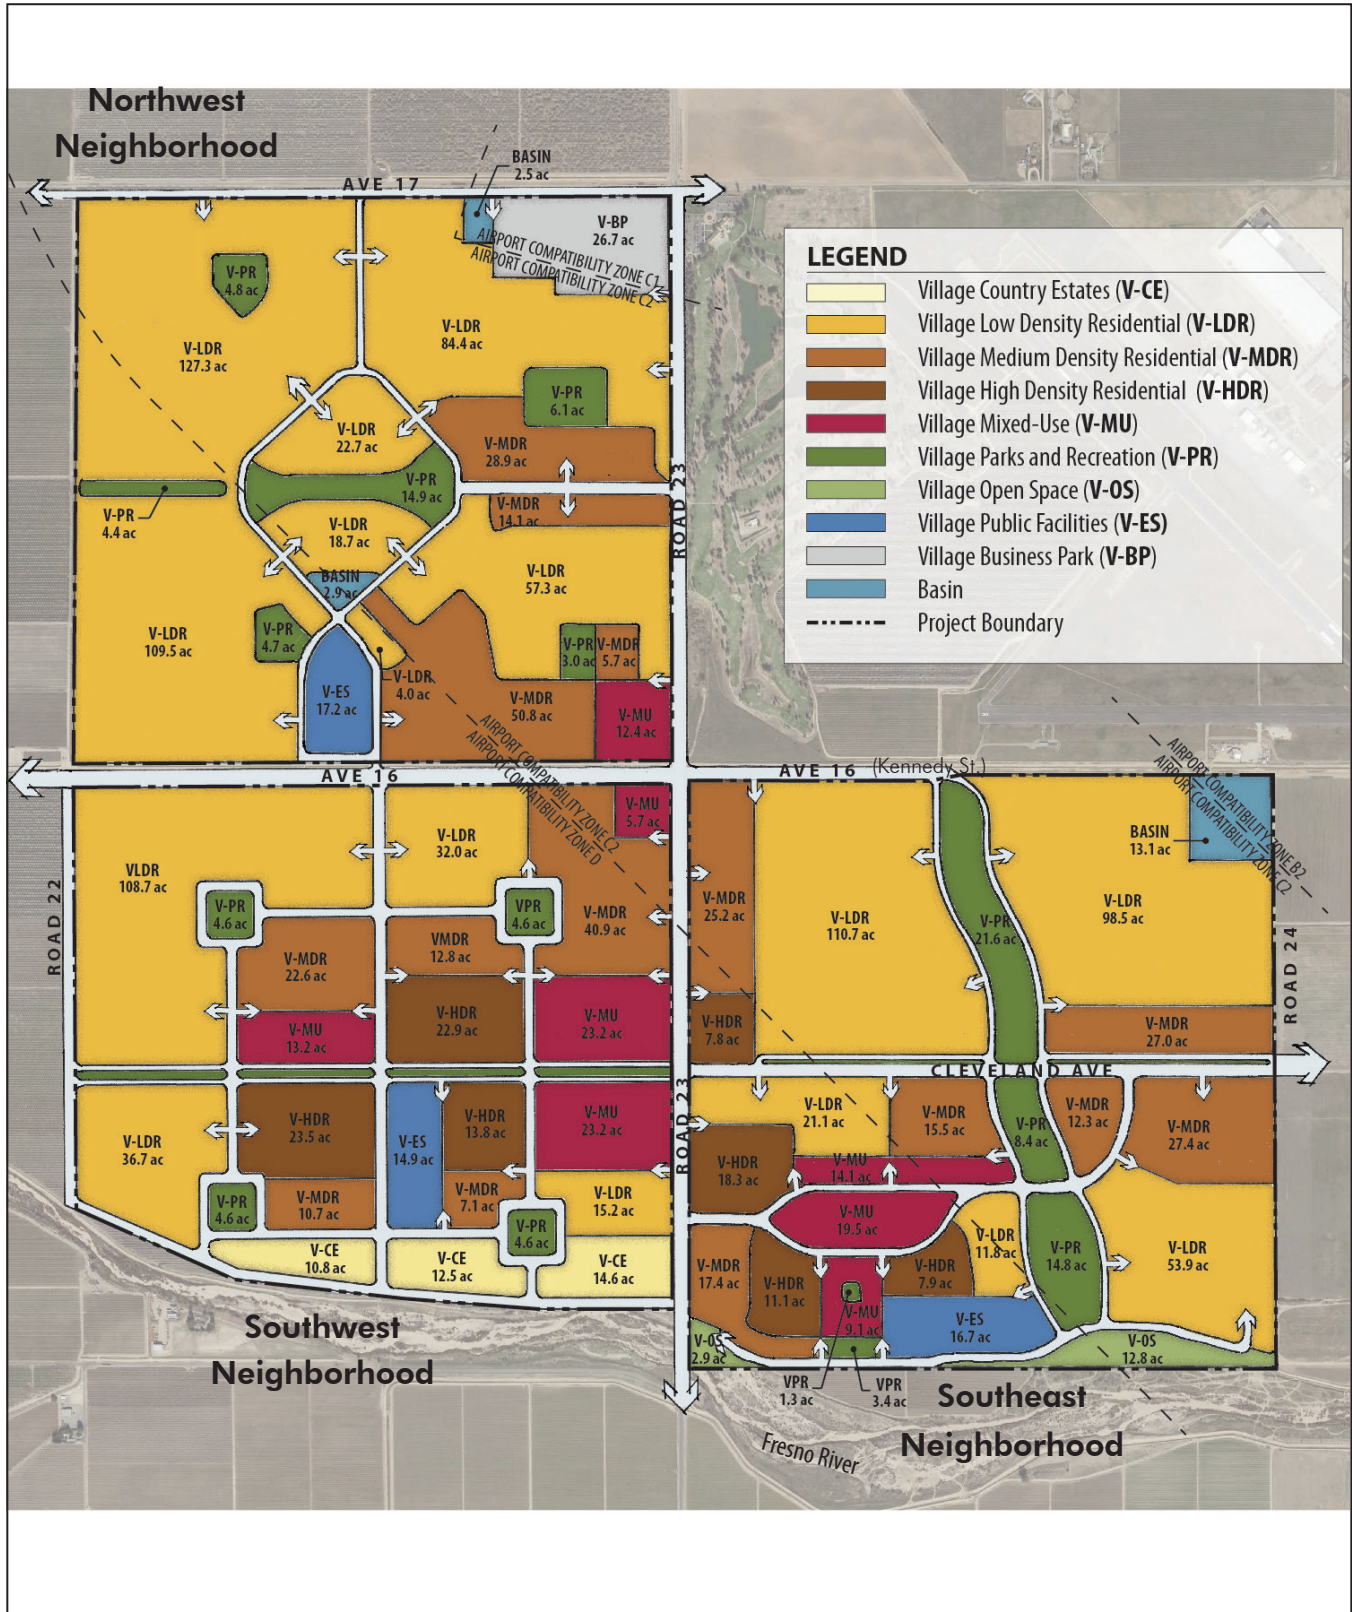 Northwest
Neighborhood
AVE 17
BASIN
2.5 ac
V-BP
26.7 ac
AIRPORT COMPATIBILITY ZONE C1
AIRPORT COMPATIBILITY ZONE C2
V-PR
4.8 ac
V-LDR
127.3 ac
V-LDR
84.4 ac
V-PR
6.1 ac
V-LDR
22.7 ac
V-MDR
28.9 ac
V-PR
14.9 ac
V-PR
4.4 ac
V-MDR
14.1 ac
V-LDR
18.7 ac
ROAD 23
BASIN
2.9 ac
V-LDR
57.3 ac
V-LDR
109.5 ac
V-PR
4.7 ac
V-PR
3.0 ac
V-MDR
5.7 ac
V-LDR
4.0 ac
V-ES
17.2 ac
V-MDR
50.8 ac
V-MU
12.4 ac
AIRPORT COMPATIBILITY ZONE C2
AIRPORT COMPATIBILITY ZONE D
LEGEND
Village Country Estates (V-CE)
Village Low Density Residential (V-LDR)
Village Medium Density Residential (V-MDR)
Village High Density Residential (V-HDR)
Village Mixed-Use (V-MU)
Village Parks and Recreation (V-PR)
Village Open Space (V-OS)
Village Public Facilities (V-ES)
Village Business Park (V-BP)
Basin
Project Boundary
AVE 16
AVE 16 (Kennedy St.)
ROAD 22
VLDR
108.7 ac
V-LDR
32.0 ac
V-MU
5.7 ac
V-PR
4.6 ac
VPR
4.6 ac
V-MDR
40.9 ac
V-MDR
22.6 ac
VMDR
12.8 ac
V-MU
13.2 ac
V-HDR
22.9 ac
V-MU
23.2 ac
V-LDR
36.7 ac
V-HDR
23.5 ac
V-ES
14.9 ac
V-HDR
13.8 ac
V-MU
23.2 ac
ROAD 23
V-PR
4.6 ac
V-MDR
10.7 ac
V-MDR
7.1 ac
V-LDR
15.2 ac
V-PR
4.6 ac
V-CE
10.8 ac
V-CE
12.5 ac
V-CE
14.6 ac
Southwest
Neighborhood
AIRPORT COMPATIBILITY ZONE B2
AIRPORT COMPATIBILITY ZONE C2
BASIN
13.1 ac
V-MDR
25.2 ac
V-LDR
110.7 ac
V-PR
21.6 ac
V-LDR
98.5 ac
ROAD 24
V-HDR
7.8 ac
V-MDR
27.0 ac
CLEVELAND AVE
V-LDR
21.1 ac
V-MDR
15.5 ac
V-PR
8.4 ac
V-MDR
12.3 ac
V-MDR
27.4 ac
V-HDR
18.3 ac
V-MU
14.1 ac
V-MU
19.5 ac
V-LDR
11.8 ac
V-PR
14.8 ac
V-LDR
53.9 ac
V-MDR
17.4 ac
V-HDR
11.1 ac
V-HDR
7.9 ac
V-MU
9.1 ac
V-ES
16.7 ac
V-OS
2.9 ac
V-OS
12.8 ac
VPR
1.3 ac
VPR
3.4 ac
Southeast
Neighborhood
Fresno River